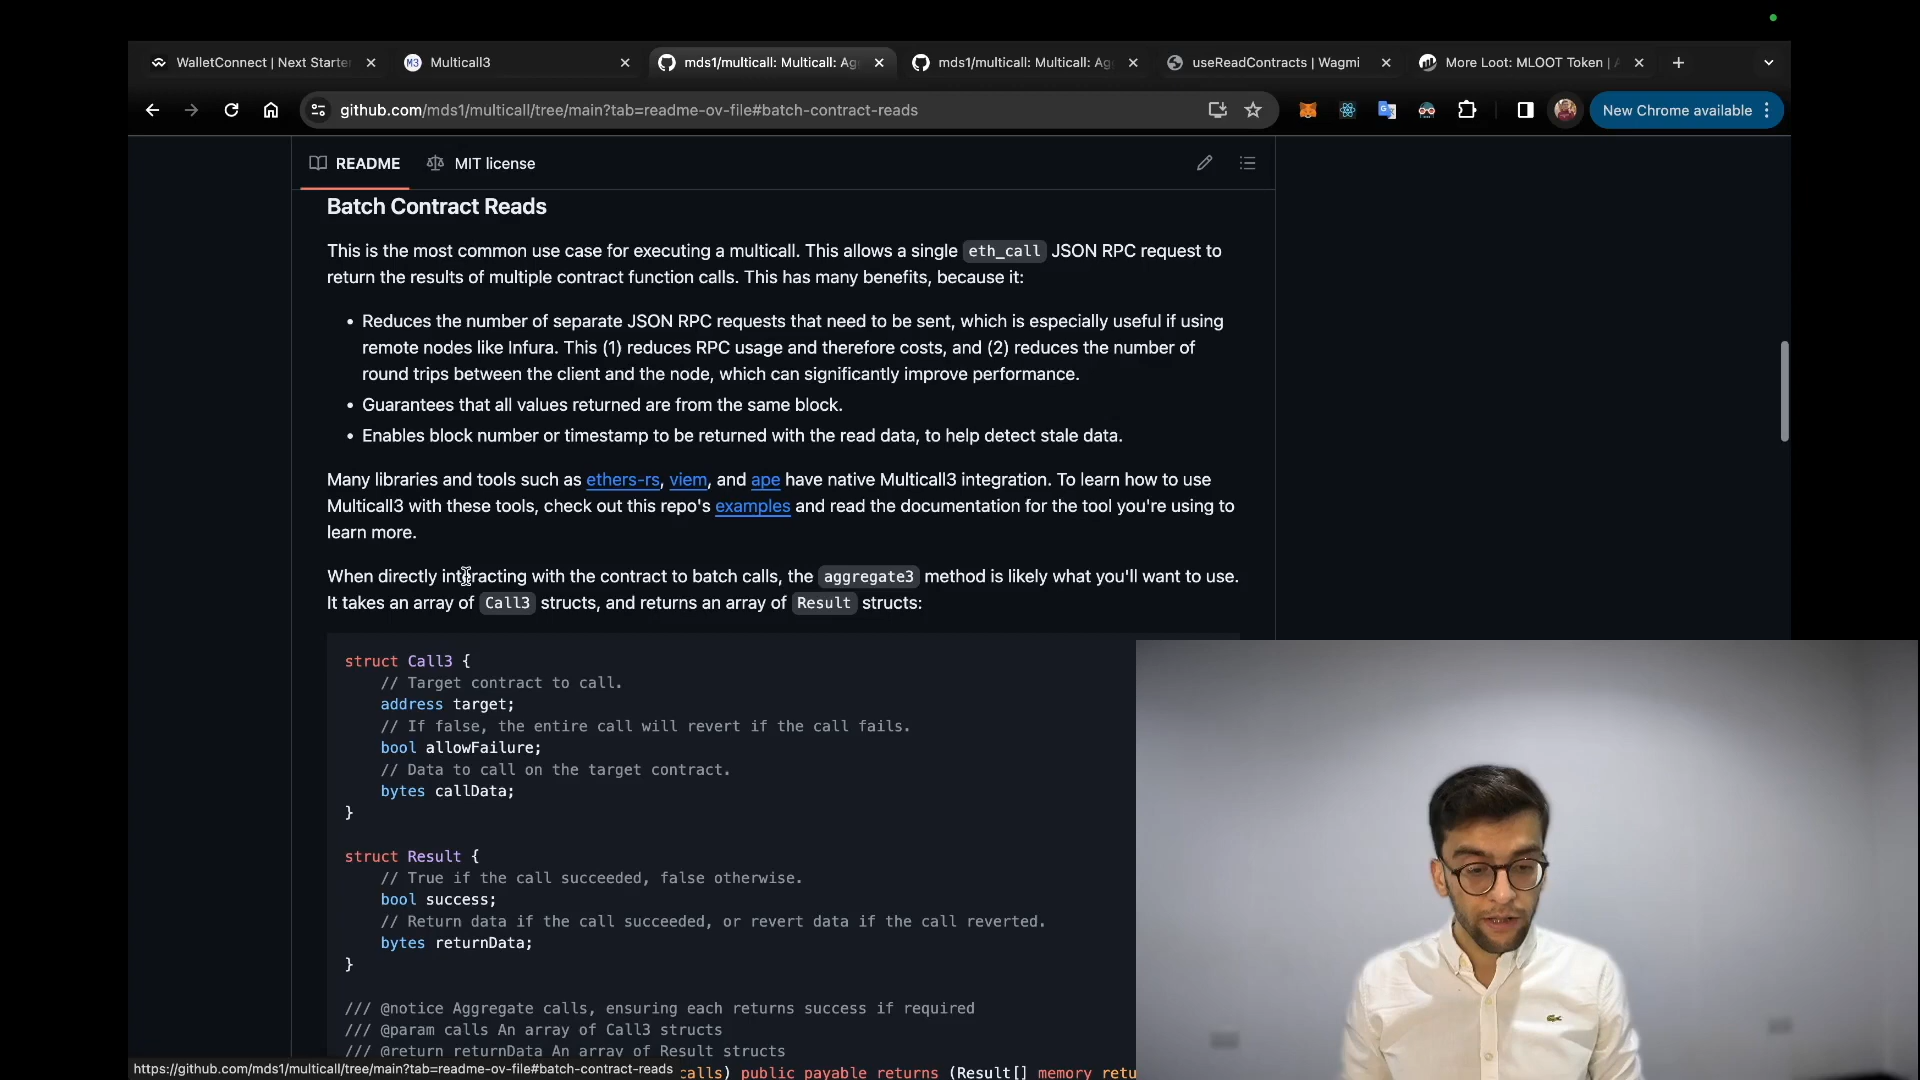 WalletConnect | Next Starte
M3 Multicall3
mds1/multicall: Multicall: Ag
mds1/multicall: Multicall: Ag
useReadContracts | Wagmi
More Loot: MLOOT Token |
github.com/mds1/multicall/tree/main?tab=readme-ov-file#batch-contract-reads
New Chrome available
README
MIT license
Batch Contract Reads
This is the most common use case for executing a multicall. This allows a single eth_call JSON RPC request to
return the results of multiple contract function calls. This has many benefits, because it:
• Reduces the number of separate JSON RPC requests that need to be sent, which is especially useful if using
remote nodes like Infura. This (1) reduces RPC usage and therefore costs, and (2) reduces the number of
round trips between the client and the node, which can significantly improve performance.
• Guarantees that all values returned are from the same block.
• Enables block number or timestamp to be returned with the read data, to help detect stale data.
Many libraries and tools such as ethers-rs, viem, and ape have native Multicall3 integration. To learn how to use
Multicall3 with these tools, check out this repo's examples and read the documentation for the tool you're using to
learn more.
When directly interacting with the contract to batch calls, the aggregate3 method is likely what you'll want to use.
It takes an array of Call3 structs, and returns an array of Result structs:
struct Call3 {
// Target contract to call.
address target;
// If false, the entire call will revert if the call fails.
bool allowFailure;
// Data to call on the target contract.
bytes callData;
}
struct Result {
// True if the call succeeded, false otherwise.
bool success;
// Return data if the call succeeded, or revert data if the call reverted.
bytes returnData;
}
/// @notice Aggregate calls, ensuring each returns success if required
/// @param calls An array of Call3 structs
/// @return returnData An array of Result structs
calls) public payable returns (Result[] memory retu
https://github.com/mds1/multicall/tree/main?tab=readme-ov-file#batch-contract-reads